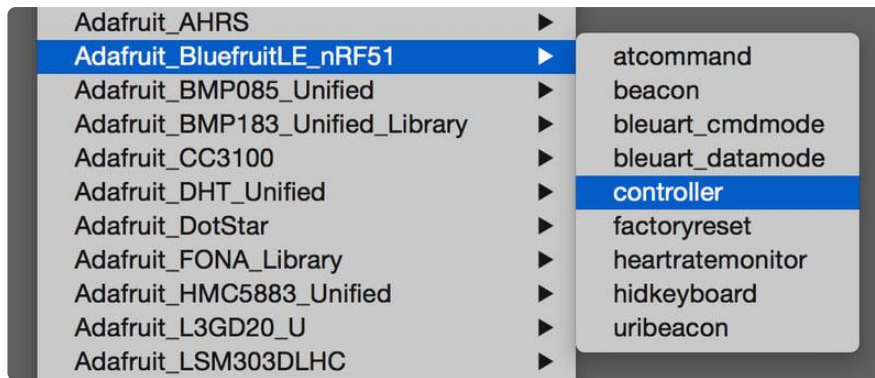 Adafruit_AHRS
Adafruit_BluefruitLE_nRF51
Adafruit_BMP085_Unified
Adafruit_BMP183_Unified_Library
Adafruit_CC3100
Adafruit_DHT_Unified
Adafruit_DotStar
Adafruit_FONA_Library
Adafruit_HMC5883_Unified
Adafruit_L3GD20_U
Adafruit_LSM303DLHC
atcommand
beacon
bleuart_cmdmode
bleuart_datamode
controller
factoryreset
heartratemonitor
hidkeyboard
uribeacon